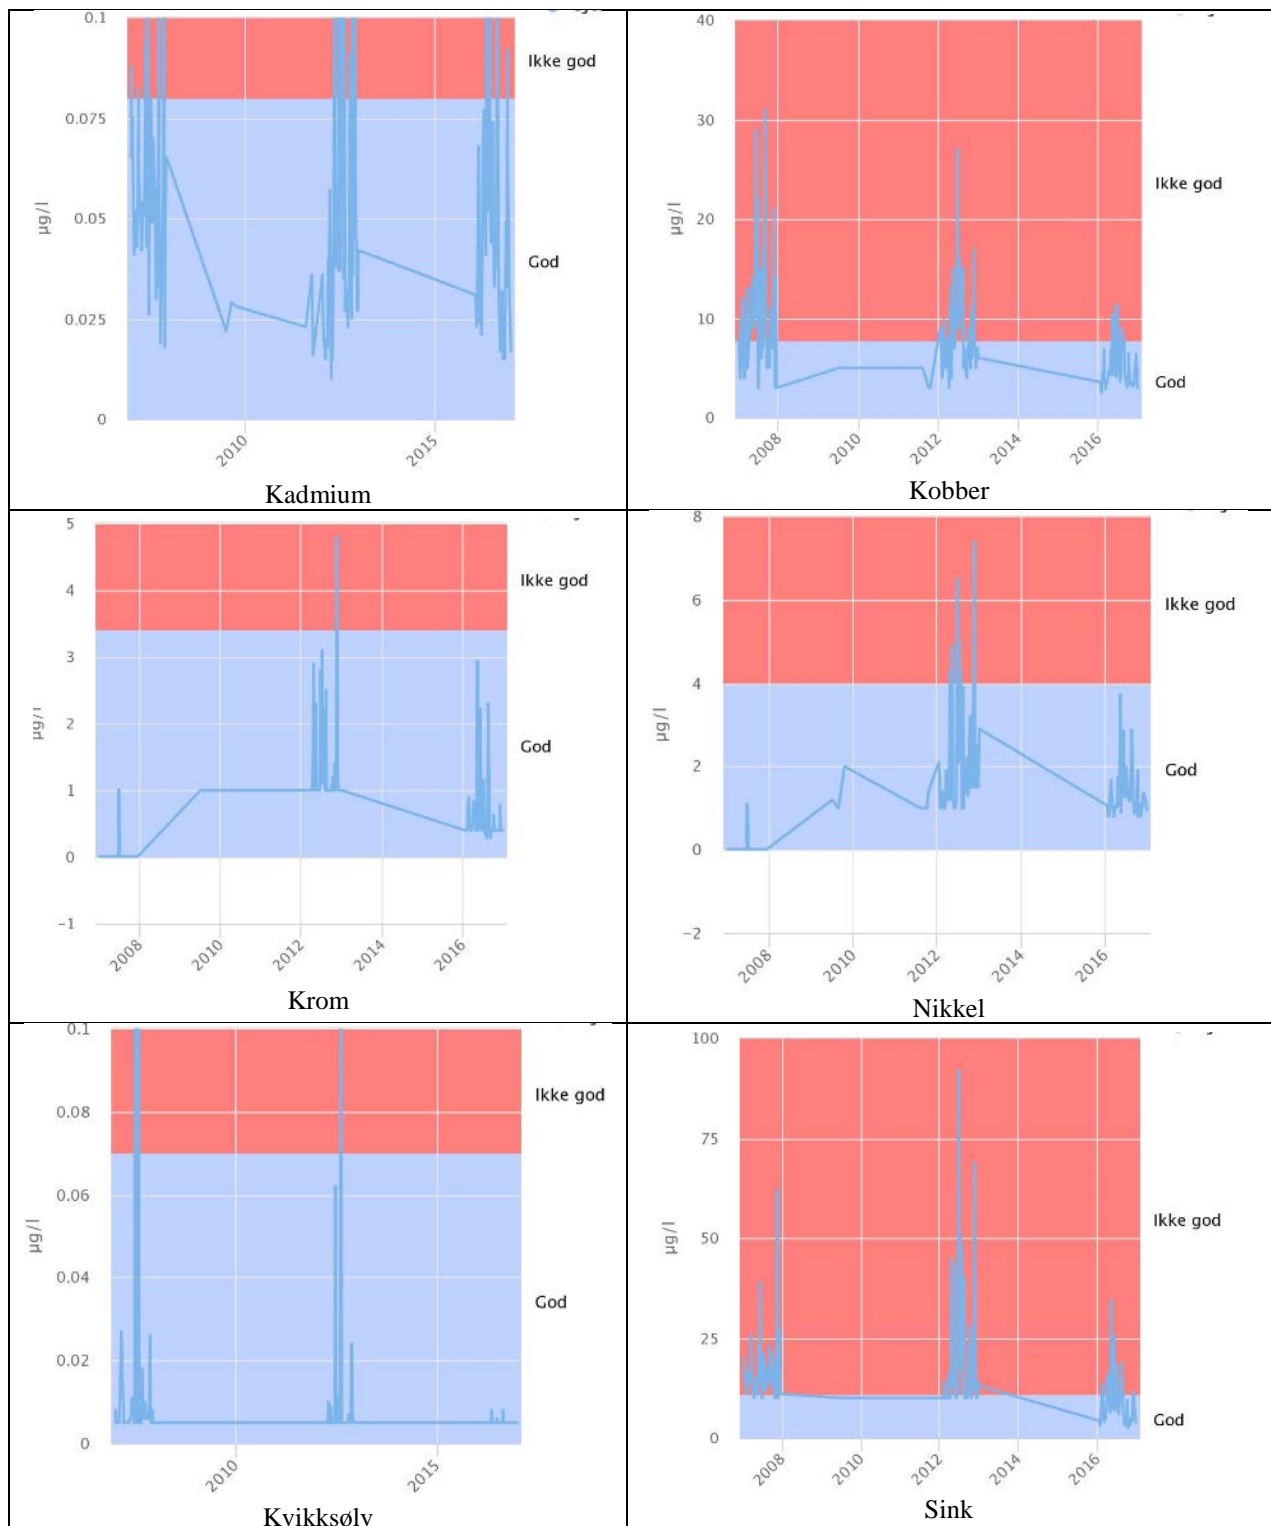 0.1
Ikke god
0.075
µg/l
0.05
God
0.025
0
2010
2015
Kadmium
40
30
Ikke god
µg/l
20
10
God
0
2008
2010
2012
2014
2016
Kobber
5
Ikke god
4
3
µg/l
2
God
1
0
−1
2008
2010
2012
2014
2016
Krom
8
6
Ikke god
4
µg/l
2
God
0
−2
2008
2010
2012
2014
2016
Nikkel
0.1
Ikke god
0.08
0.06
µg/l
0.04
God
0.02
0
2010
2015
Kvikksølv
100
75
Ikke god
50
µg/l
25
God
0
2008
2010
2012
2014
2016
Sink